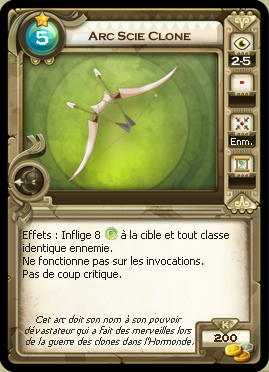 5
Arc Scie Clone
2-5
Enm.
Effets : Inflige 8 à la cible et tout classe
identique ennemie.
Ne fonctionne pas sur les invocations.
Pas de coup critique.
Cet arc doit son nom à son pouvoir
dévastateur qui a fait des merveilles lors
de la guerre des clones dans l'Hormonde.
K
200